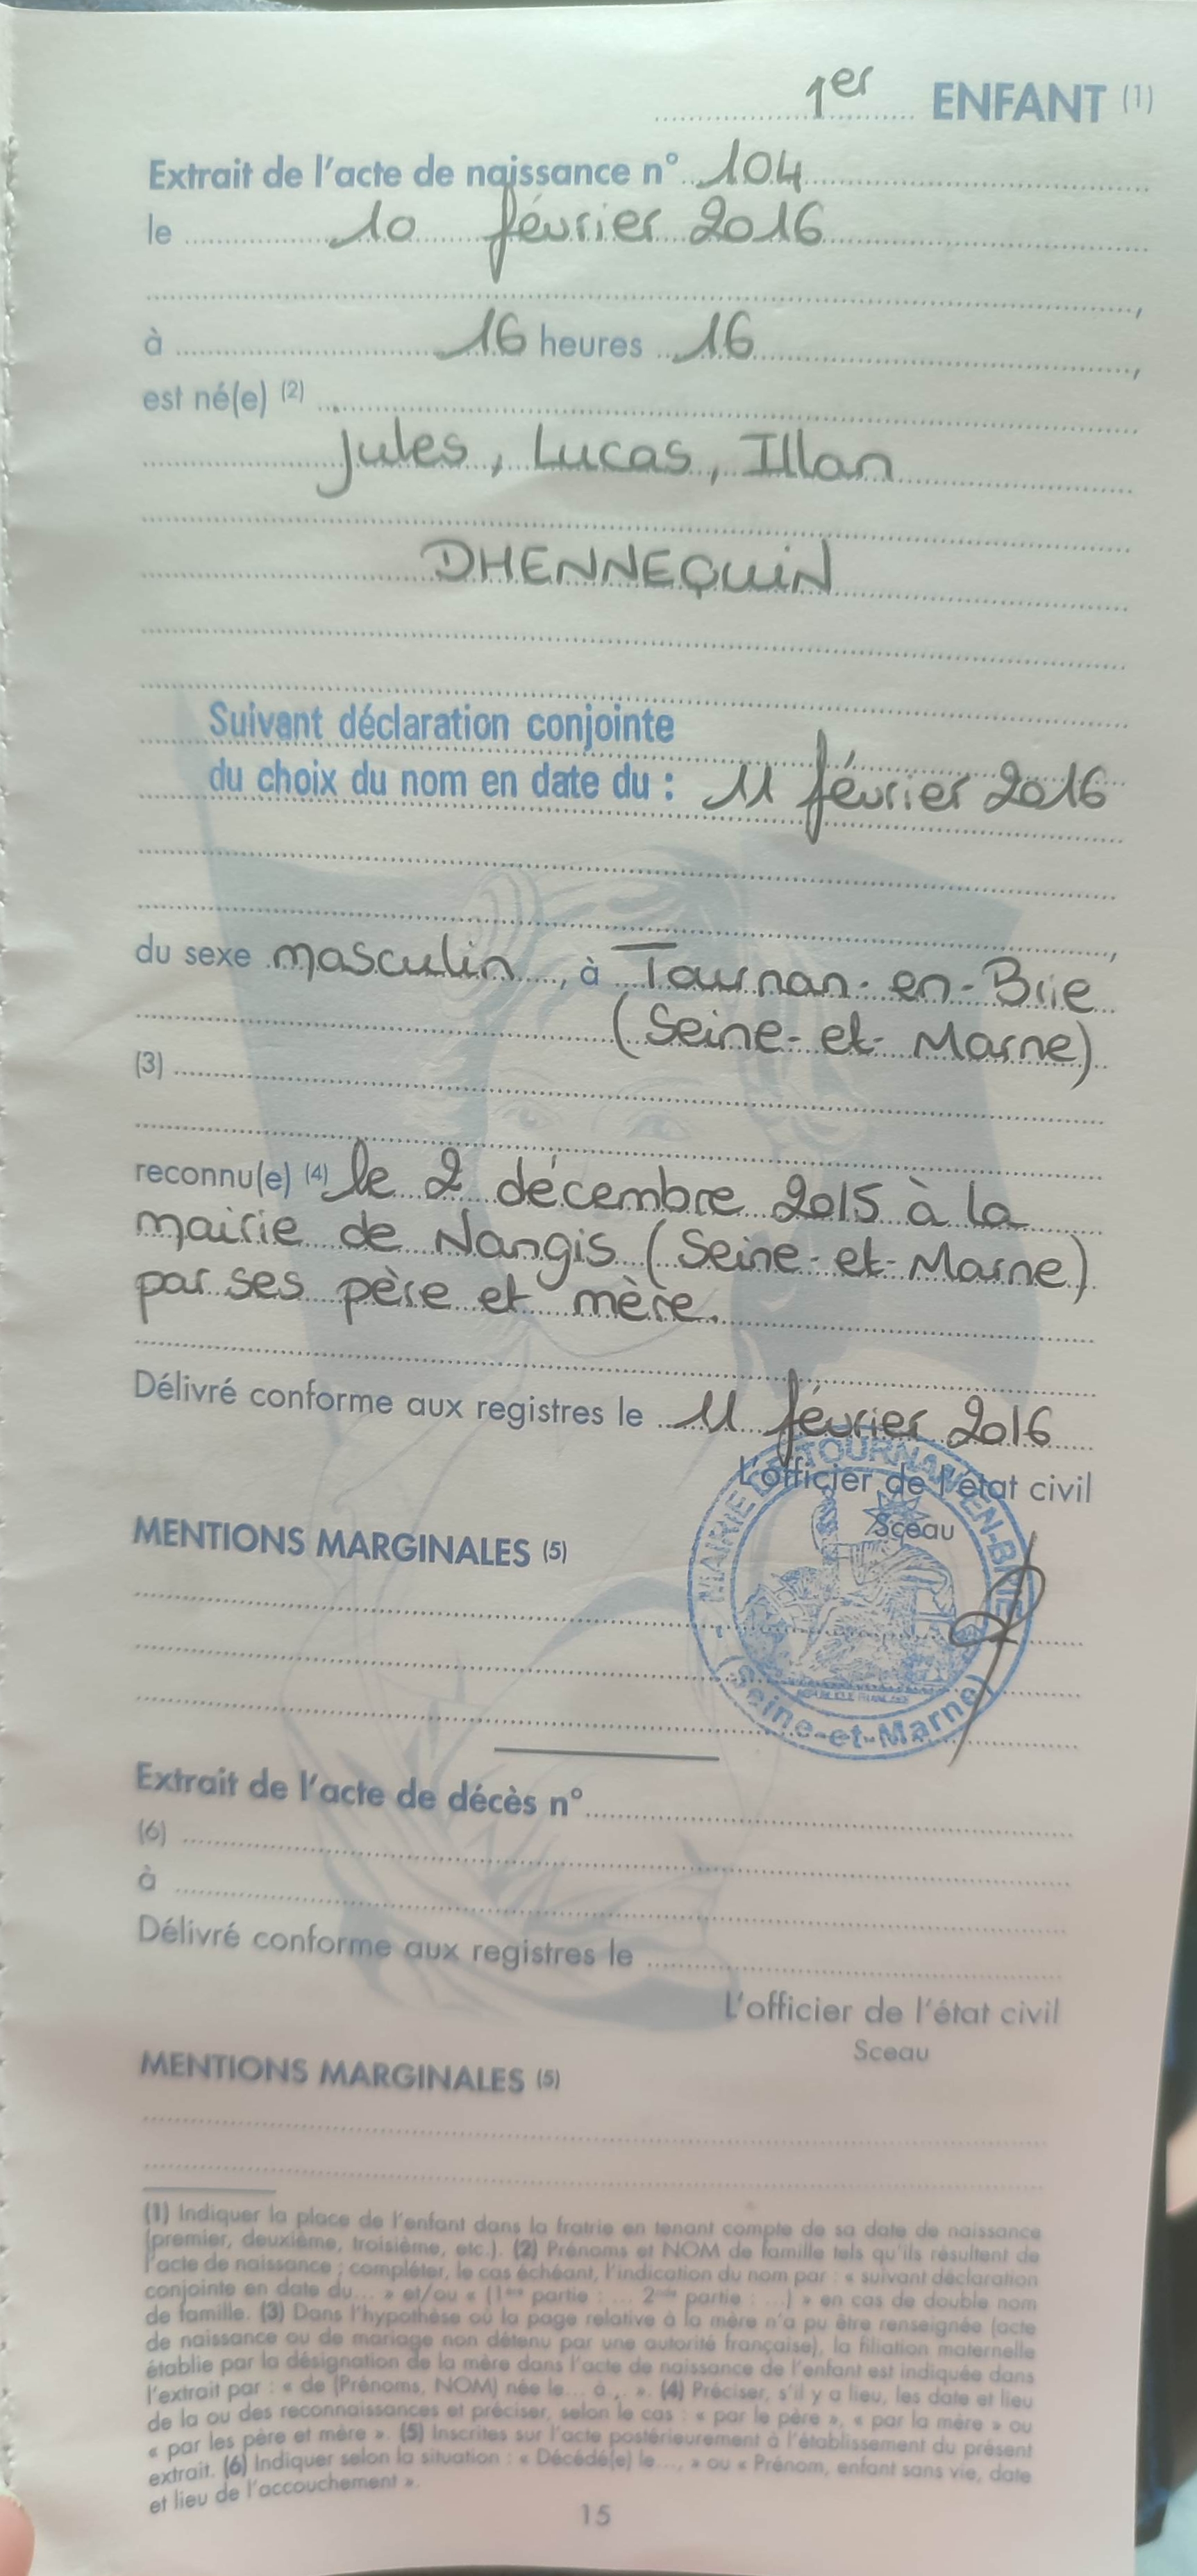 1er ENFANT (1)
Extrait de l'acte de naissance n° 104
le 10 février 2016
à 16 heures 16
est né(e) (2)
Jules, Lucas, Illan
DHENNEQUIN
Suivant déclaration conjointe
du choix du nom en date du : 11 février 2016
du sexe masculin, à Tournan-en-Brie
(Seine-et-Marne)
(3)
reconnu(e) (4) le 2 décembre 2015 à la
mairie de Nangis (Seine-et-Marne)
par ses père et mère.
Délivré conforme aux registres le 11 février 2016
L'officier de l'état civil
Sceau
MAIRIE DE TOURNAN-EN-BRIE
(Seine-et-Marne)
MENTIONS MARGINALES (5)
Extrait de l'acte de décès n°
(6)
à
Délivré conforme aux registres le
L'officier de l'état civil
Sceau
MENTIONS MARGINALES (5)
(1) Indiquer la place de l'enfant dans la fratrie en tenant compte de sa date de naissance
(premier, deuxième, troisième, etc.). (2) Prénoms et NOM de famille tels qu'ils résultent de
l'acte de naissance ; compléter, le cas échéant, l'indication du nom par : « suivant déclaration
conjointe en date du... » et/ou « (1ère partie : ... 2nde partie : ...) » en cas de double nom
de famille. (3) Dans l'hypothèse où la page relative à la mère n'a pu être renseignée (acte
de naissance ou de mariage non détenu par une autorité française), la filiation maternelle
établie par la désignation de la mère dans l'acte de naissance de l'enfant est indiquée dans
l'extrait par : « de (Prénoms, NOM) née le... à... ». (4) Préciser, s'il y a lieu, les date et lieu
de la ou des reconnaissances et préciser, selon le cas : « par le père », « par la mère » ou
« par les père et mère ». (5) Inscrites sur l'acte postérieurement à l'établissement du présent
extrait. (6) Indiquer selon la situation : « Décédé(e) le..., » ou « Prénom, enfant sans vie, date
et lieu de l'accouchement ».
15